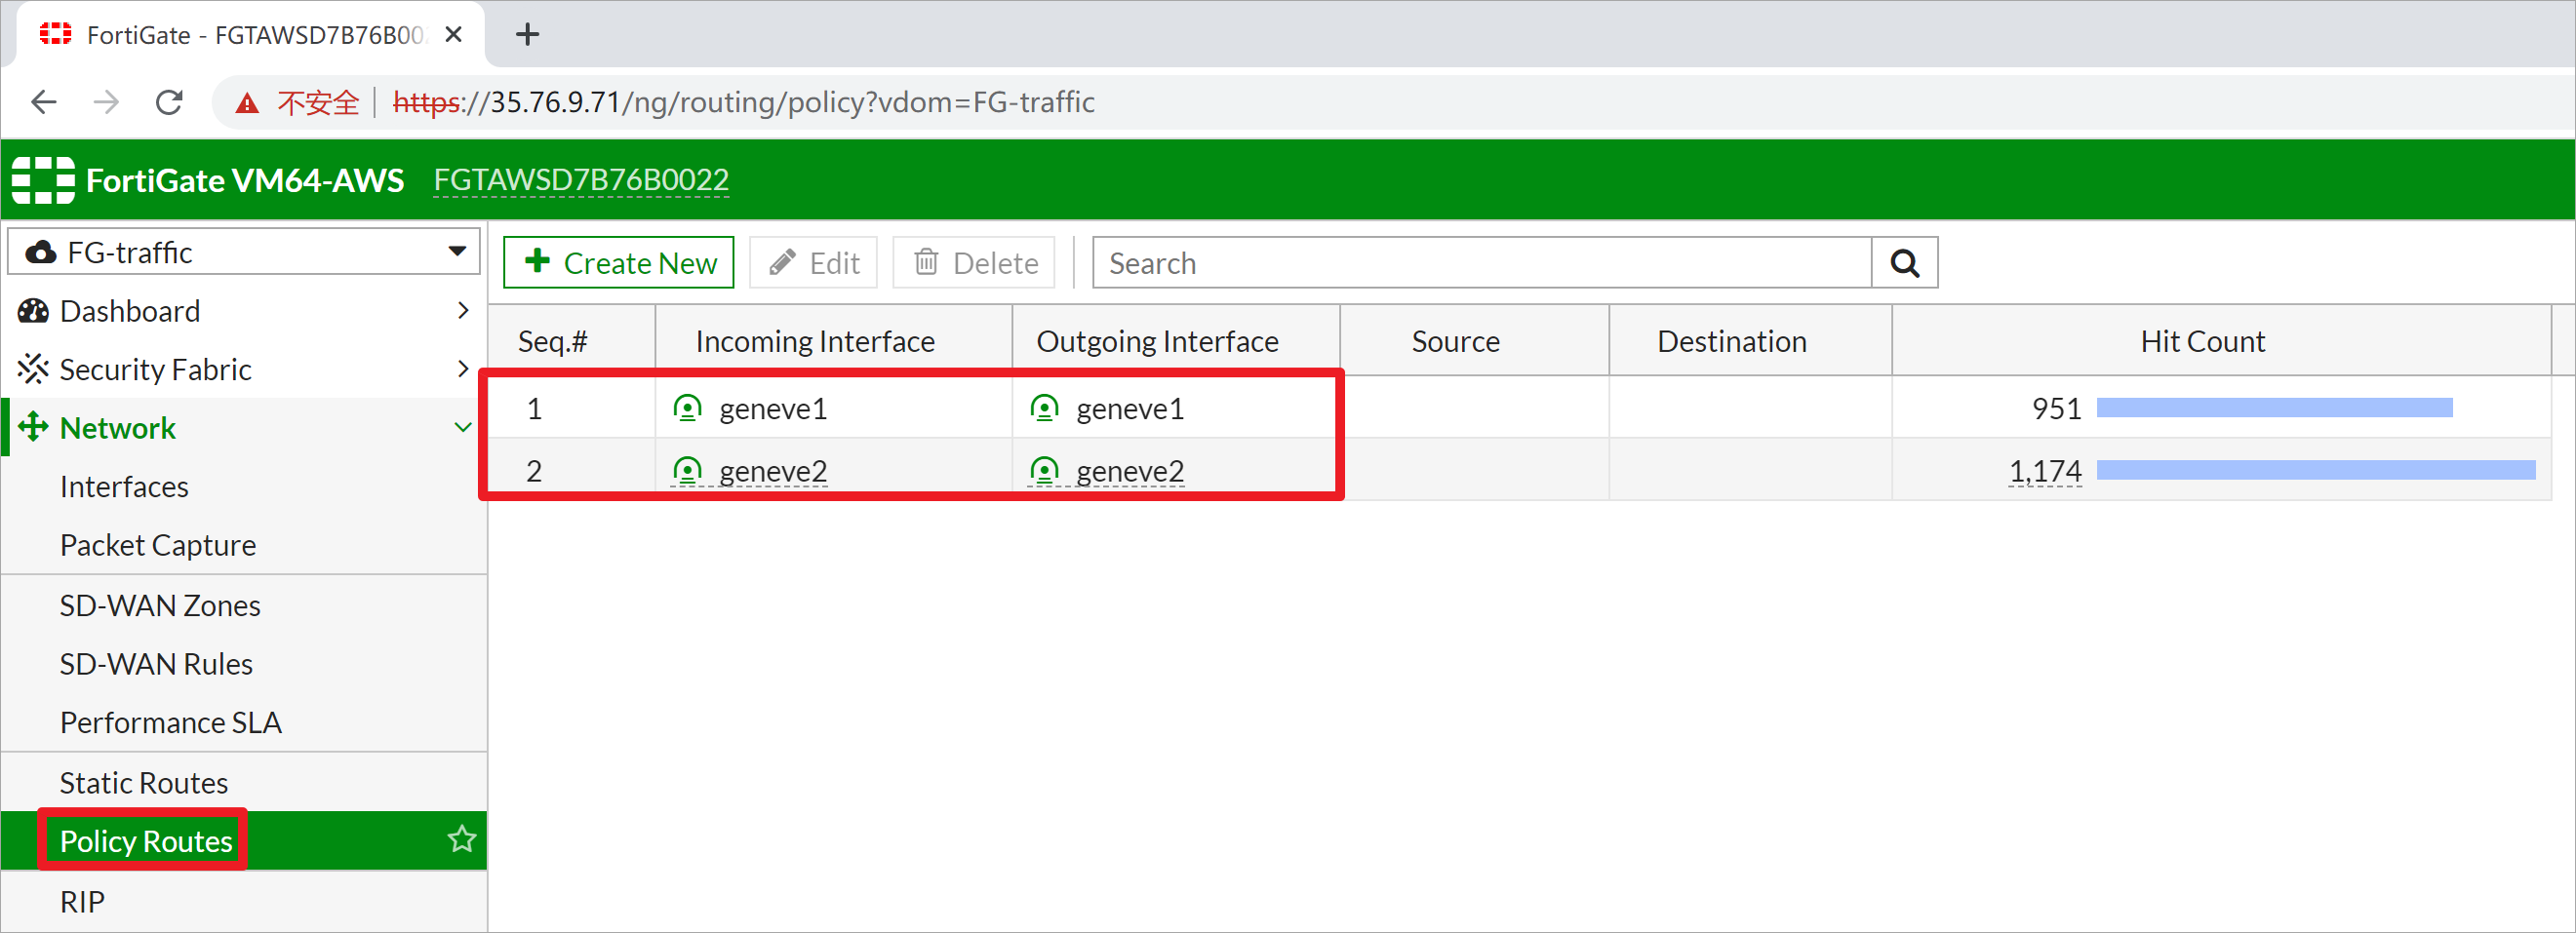 FortiGate - FGTAWSD7B76B002
不安全 https://35.76.9.71/ng/routing/policy?vdom=FG-traffic
FortiGate VM64-AWS FGTAWSD7B76B0022
FG-traffic
Create New Edit Delete Search
Dashboard
Security Fabric
Network
Interfaces
Packet Capture
SD-WAN Zones
SD-WAN Rules
Performance SLA
Static Routes
Policy Routes
RIP
Seq.# Incoming Interface Outgoing Interface Source Destination Hit Count
1 geneve1 geneve1 951
2 geneve2 geneve2 1,174